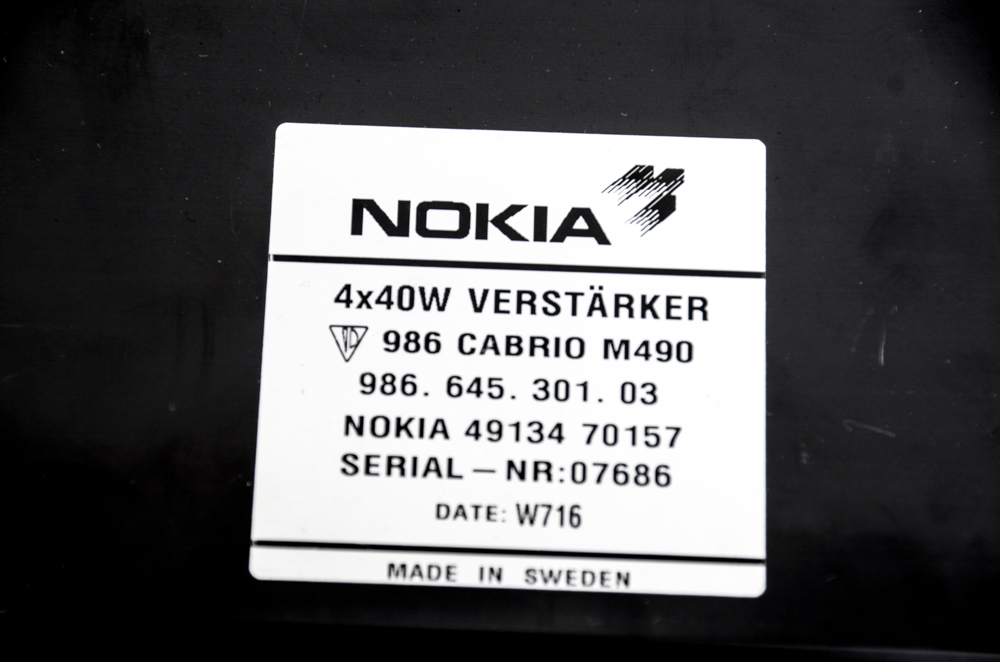 NOKIA
4x40W VERSTÄRKER
986 CABRIO M490
986. 645. 301. 03
NOKIA 49134 70157
SERIAL – NR:07686
DATE: W716
MADE IN SWEDEN